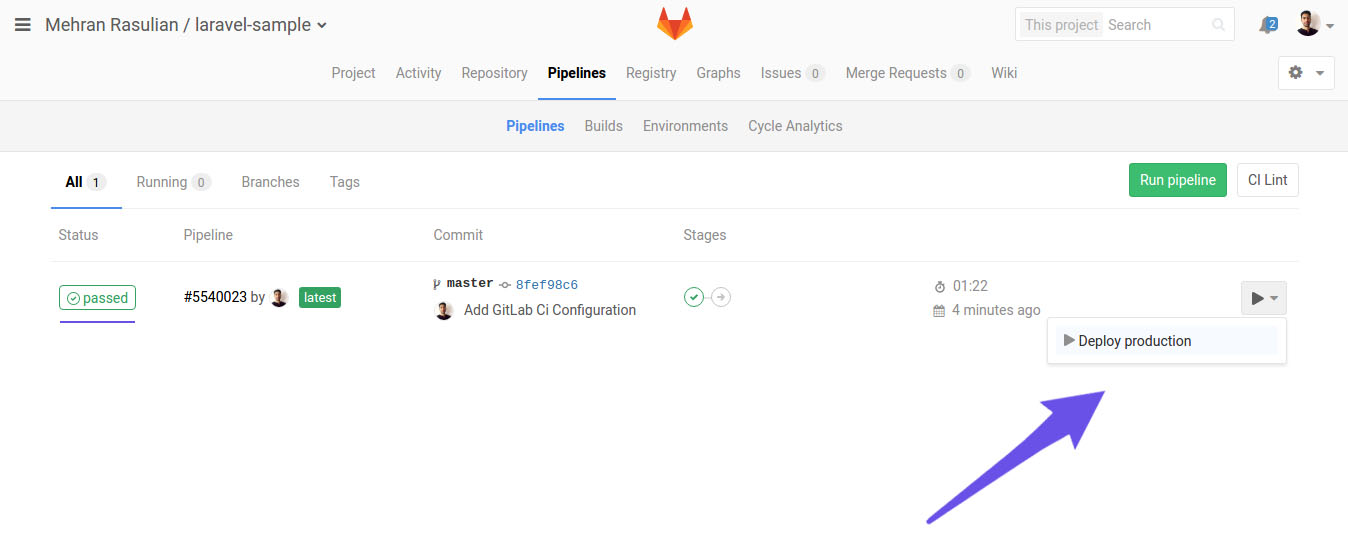 Mehran Rasulian / laravel-sample
This project Search
2
Project Activity Repository Pipelines Registry Graphs Issues 0 Merge Requests 0 Wiki
Pipelines Builds Environments Cycle Analytics
All 1 Running 0 Branches Tags
Run pipeline CI Lint
Status Pipeline Commit Stages
passed #5540023 by latest
master 8fef98c6
Add GitLab Ci Configuration
01:22
4 minutes ago
Deploy production